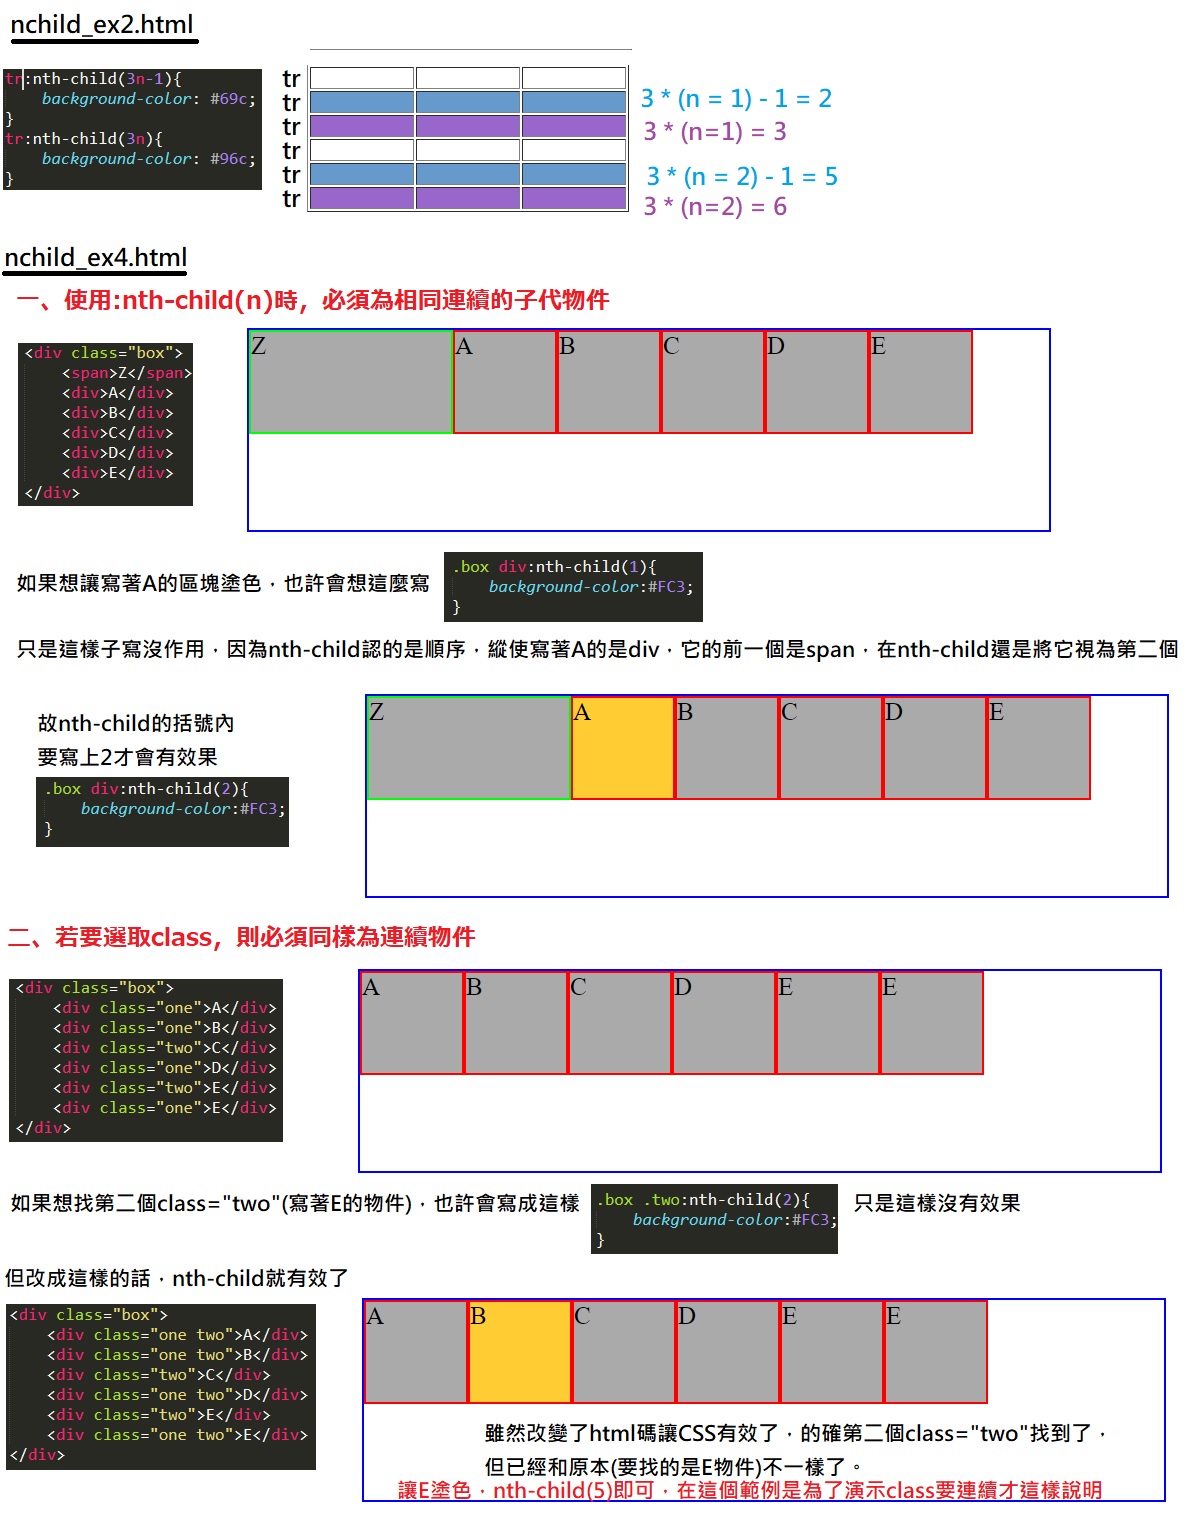 nchild_ex2.html
tr:nth-child(3n-1){
background-color: #69c;
}
tr:nth-child(3n){
background-color: #96c;
}
tr
tr
tr
tr
tr
tr
3 * (n = 1) - 1 = 2
3 * (n=1) = 3
3 * (n = 2) - 1 = 5
3 * (n=2) = 6
nchild_ex4.html
一、使用:nth-child(n)時，必須為相同連續的子代物件
<div class="box">
<span>Z</span>
<div>A</div>
<div>B</div>
<div>C</div>
<div>D</div>
<div>E</div>
</div>
Z A B C D E
如果想讓寫著A的區塊塗色，也許會想這麼寫
.box div:nth-child(1){
background-color:#FC3;
}
只是這樣子寫沒作用，因為nth-child認的是順序，縱使寫著A的是div，它的前一個是span，在nth-child還是將它視為第二個
故nth-child的括號內
要寫上2才會有效果
.box div:nth-child(2){
background-color:#FC3;
}
Z A B C D E
二、若要選取class，則必須同樣為連續物件
<div class="box">
<div class="one">A</div>
<div class="one">B</div>
<div class="two">C</div>
<div class="one">D</div>
<div class="two">E</div>
<div class="one">E</div>
</div>
A B C D E E
如果想找第二個class="two"(寫著E的物件)，也許會寫成這樣
.box .two:nth-child(2){
background-color:#FC3;
}
只是這樣沒有效果
但改成這樣的話，nth-child就有效了
<div class="box">
<div class="one two">A</div>
<div class="one two">B</div>
<div class="two">C</div>
<div class="one two">D</div>
<div class="two">E</div>
<div class="one two">E</div>
</div>
A B C D E E
雖然改變了html碼讓CSS有效了，的確第二個class="two"找到了，
但已經和原本(要找的是E物件)不一樣了。
讓E塗色，nth-child(5)即可，在這個範例是為了演示class要連續才這樣說明